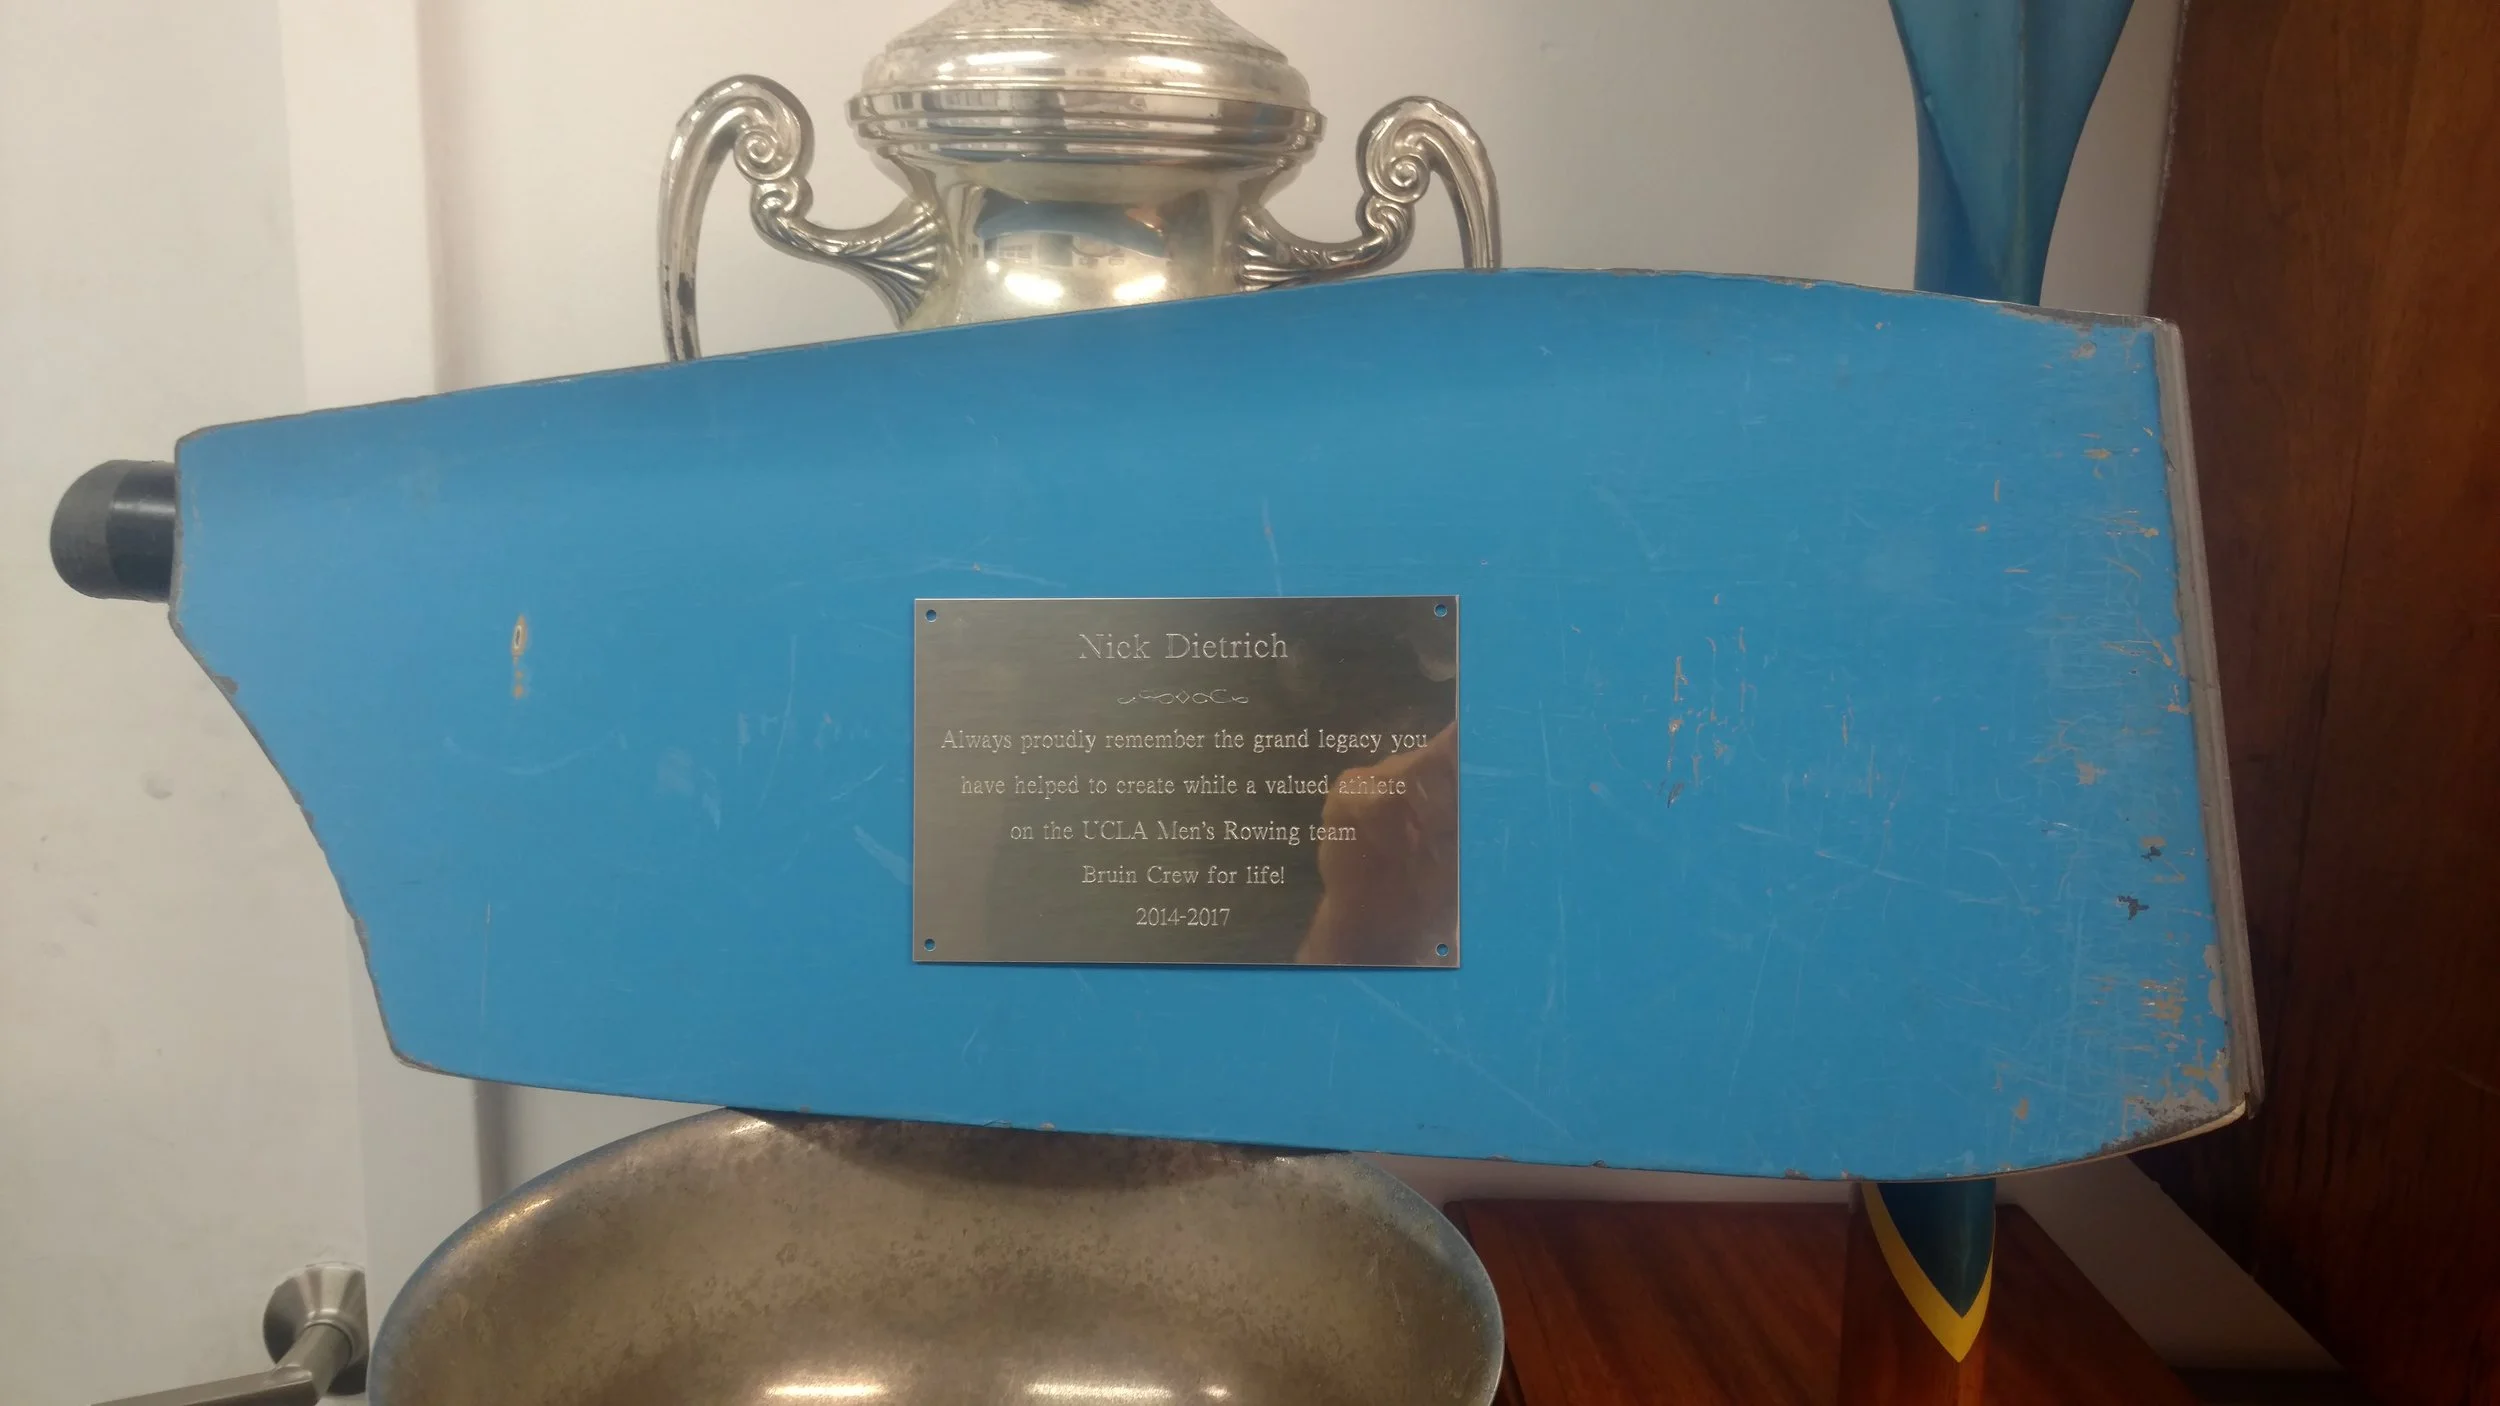 Nick Dietrich
Always proudly remember the grand legacy you
have helped to create while a valued athlete
on the UCLA Men's Rowing team
Bruin Crew for life!
2014-2017